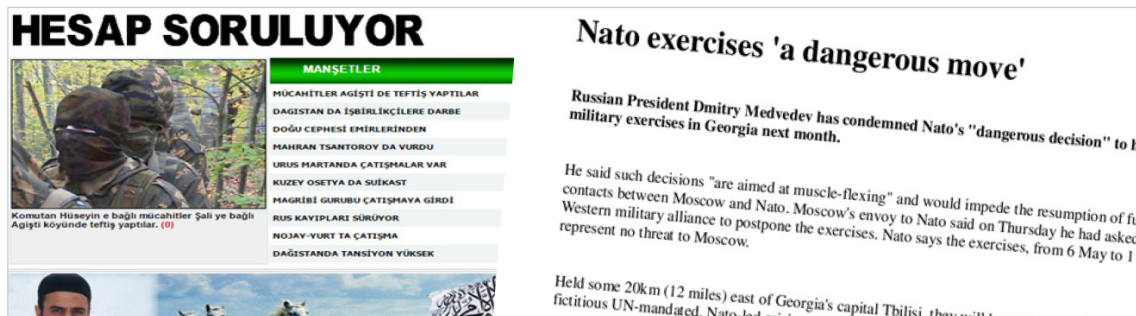 HESAP SORULUYOR
MANŞETLER
MÜCAHİTLER AGİŞTİ DE TEFTİŞ YAPTILAR
DAGISTAN DA İŞBİRLİKÇİLERE DARBE
DOĞU CEPHESİ EMİRLERİNDEN
MAHRAN TSANTOROY DA VURDU
URUS MARTANDA ÇATIŞMALAR VAR
KUZEY OSETYA DA SUİKAST
MAGRİBİ GURUBU ÇATIŞMAYA GİRDİ
RUS KAYIPLARI SÜRÜYOR
NOJAY-YURT TA ÇATIŞMA
DAĞISTANDA TANSİYON YÜKSEK
Komutan Hüseyin e bağlı mücahitler Şali ye bağlı
Agişti köyünde teftiş yaptılar. (0)
Nato exercises 'a dangerous move'
Russian President Dmitry Medvedev has condemned Nato's "dangerous decision" to
military exercises in Georgia next month.
He said such decisions "are aimed at muscle-flexing" and would impede the resumption of
contacts between Moscow and Nato. Moscow's envoy to Nato said on Thursday he had asked
Western military alliance to postpone the exercises. Nato says the exercises, from 6 May to 1
represent no threat to Moscow.
Held some 20km (12 miles) east of Georgia's capital Tbilisi, they will
fictitious UN-mandated, Nato-led